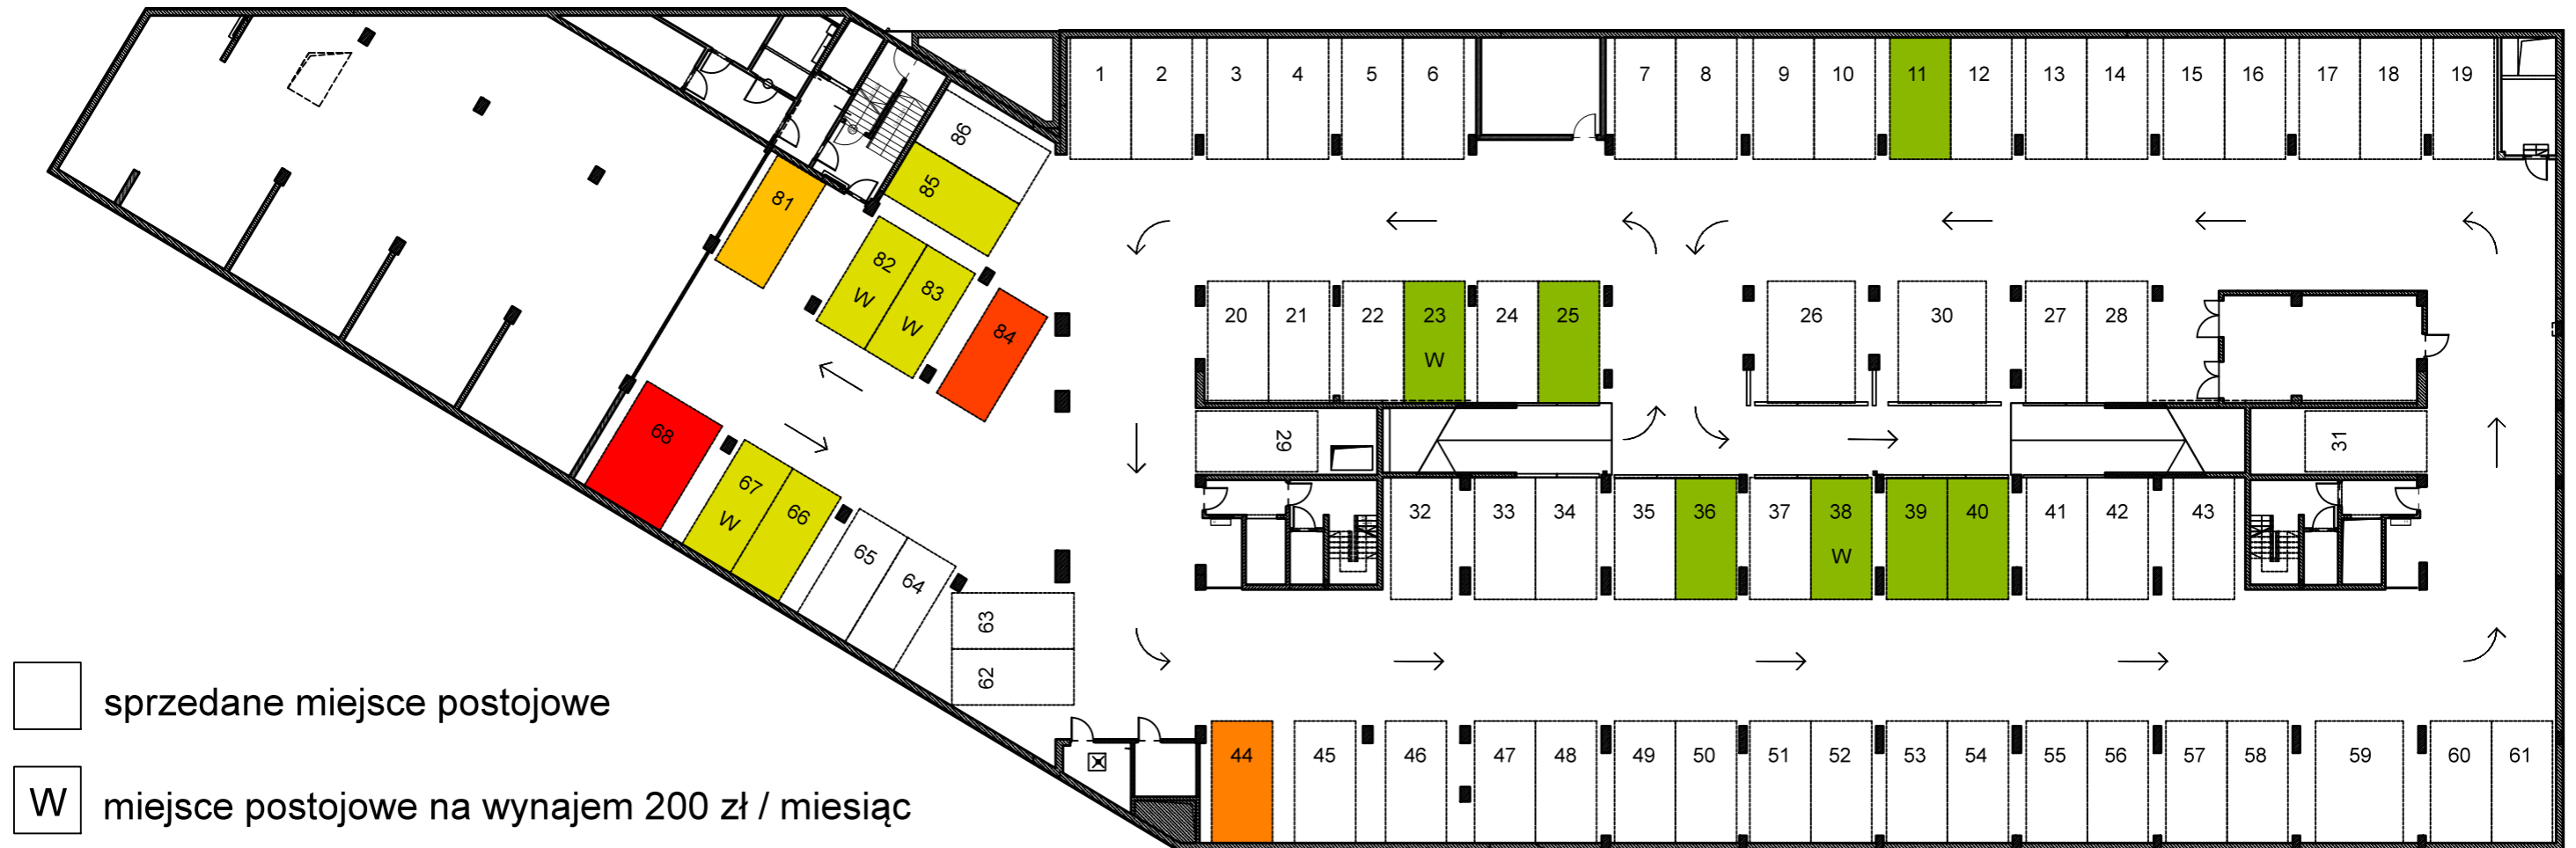 1 2 3 4 5 6 7 8 9 10 11 12 13 14 15 16 17 18 19
86
85
81
82 W
83 W
84
20 21 22 23 24 25 26 30 27 28
W
29 31
68
67 W
66
65
64
63
62
32 33 34 35 36 37 38 39 40 41 42 43
W
44 45 46 47 48 49 50 51 52 53 54 55 56 57 58 59 60 61
sprzedane miejsce postojowe
W miejsce postojowe na wynajem 200 zł / miesiąc